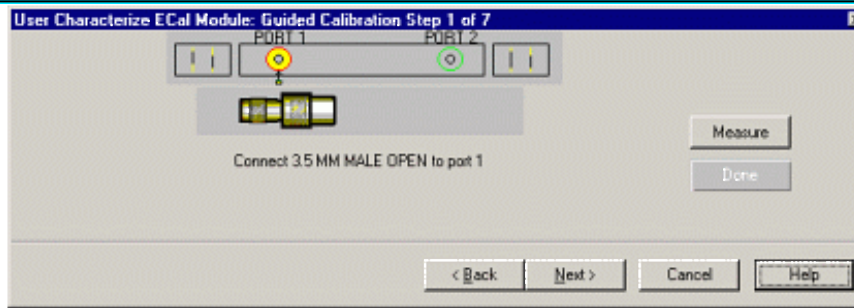 User Characterize ECal Module: Guided Calibration Step 1 of 7
PORT 1 PORT 2
Measure
Connect 3.5 MM MALE OPEN to port 1
Done
< Back Next > Cancel Help